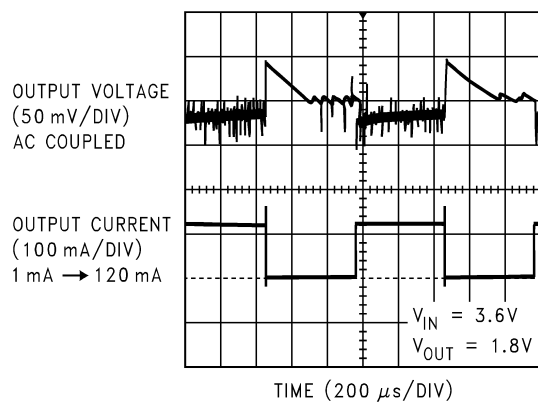 OUTPUT VOLTAGE
(50 mV/DIV)
AC COUPLED
OUTPUT CURRENT
(100 mA/DIV)
1 mA → 120 mA
V_IN = 3.6V
V_OUT = 1.8V
TIME (200 μs/DIV)